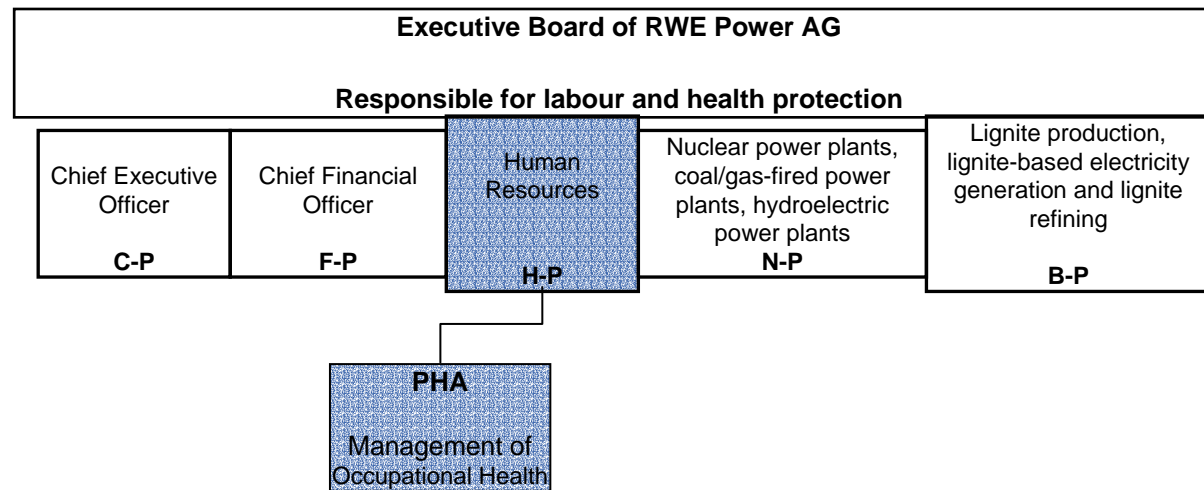 Executive Board of RWE Power AG
Responsible for labour and health protection
Chief Executive
Officer
C-P
Chief Financial
Officer
F-P
Human
Resources
H-P
Nuclear power plants,
coal/gas-fired power
plants, hydroelectric
power plants
N-P
Lignite production,
lignite-based electricity
generation and lignite
refining
B-P
PHA
Management of
Occupational Health